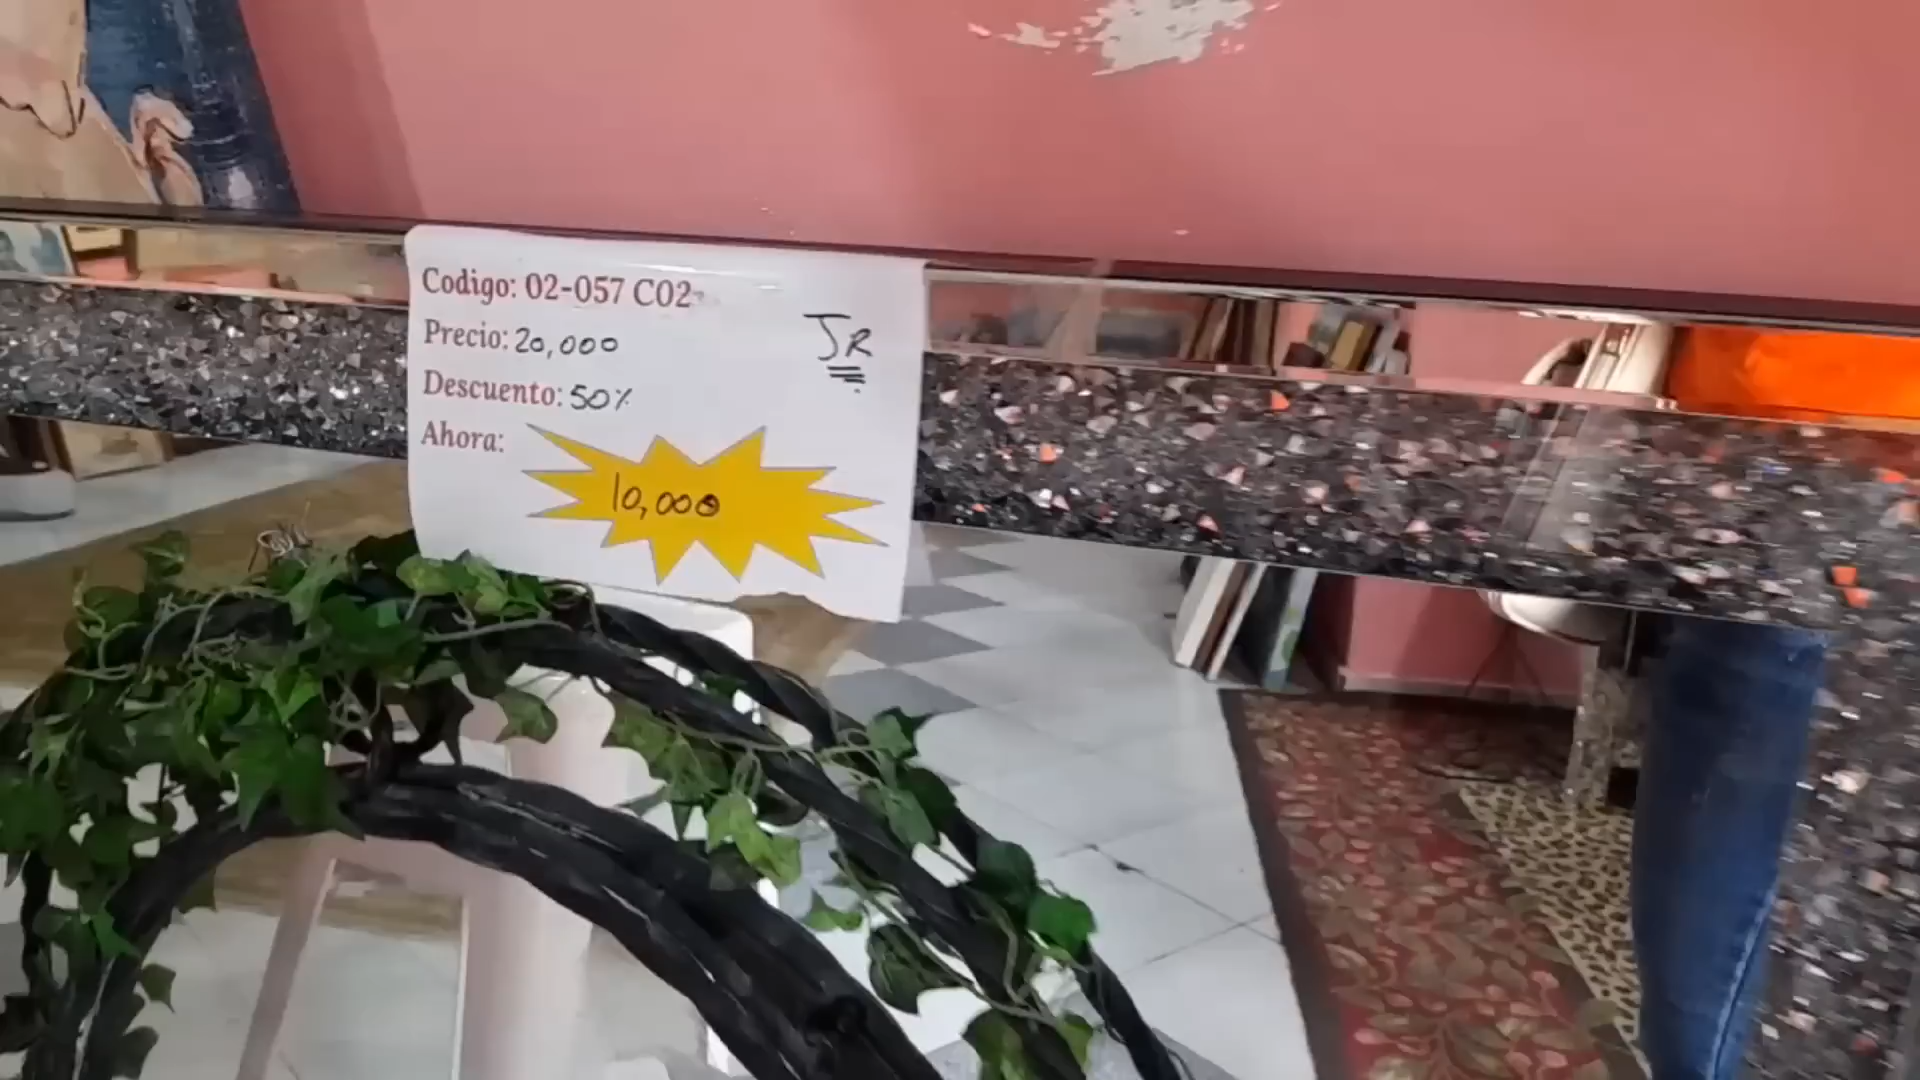 Codigo: 02-057 C02
Precio: 20,000
JR
Descuento: 50%
Ahora:
10,000